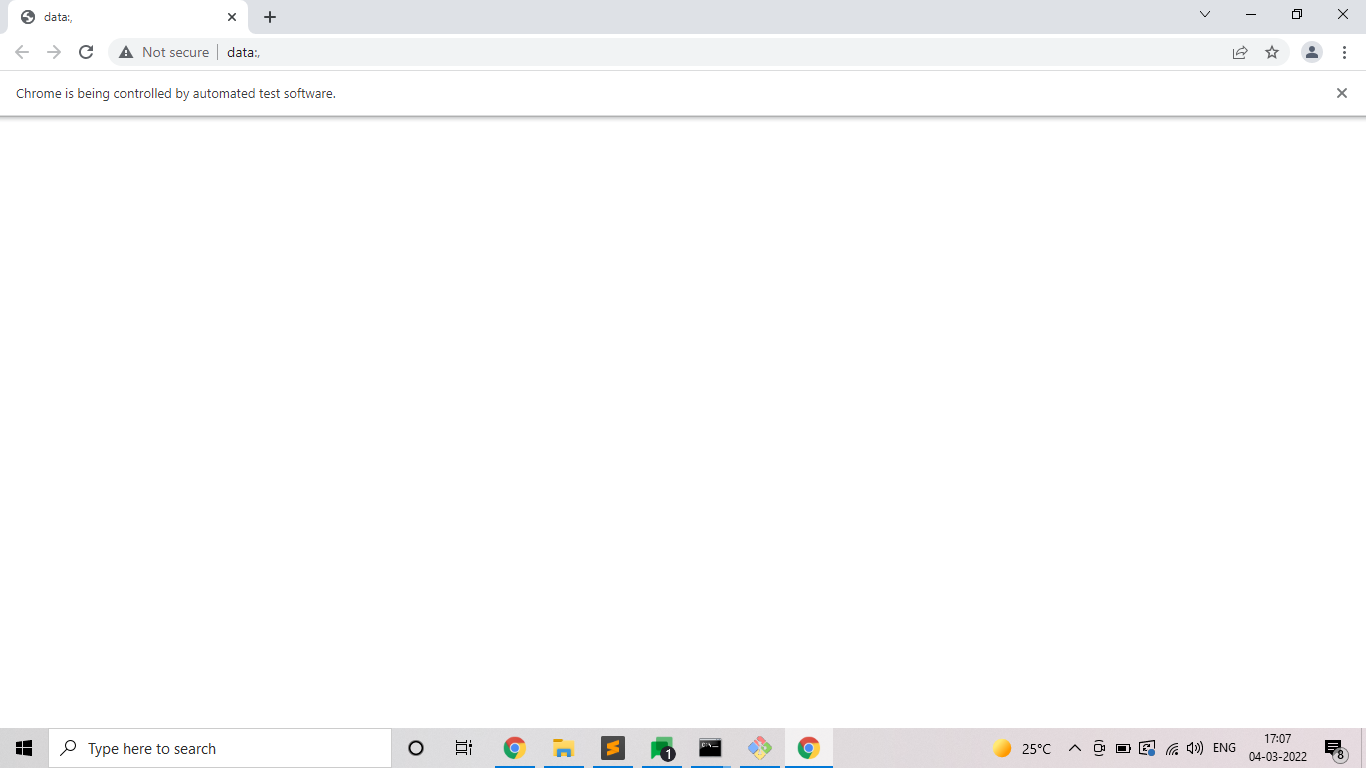 data:,
Not secure
data:,
Chrome is being controlled by automated test software.
Type here to search
1
25°C
ENG
17:07
04-03-2022
8